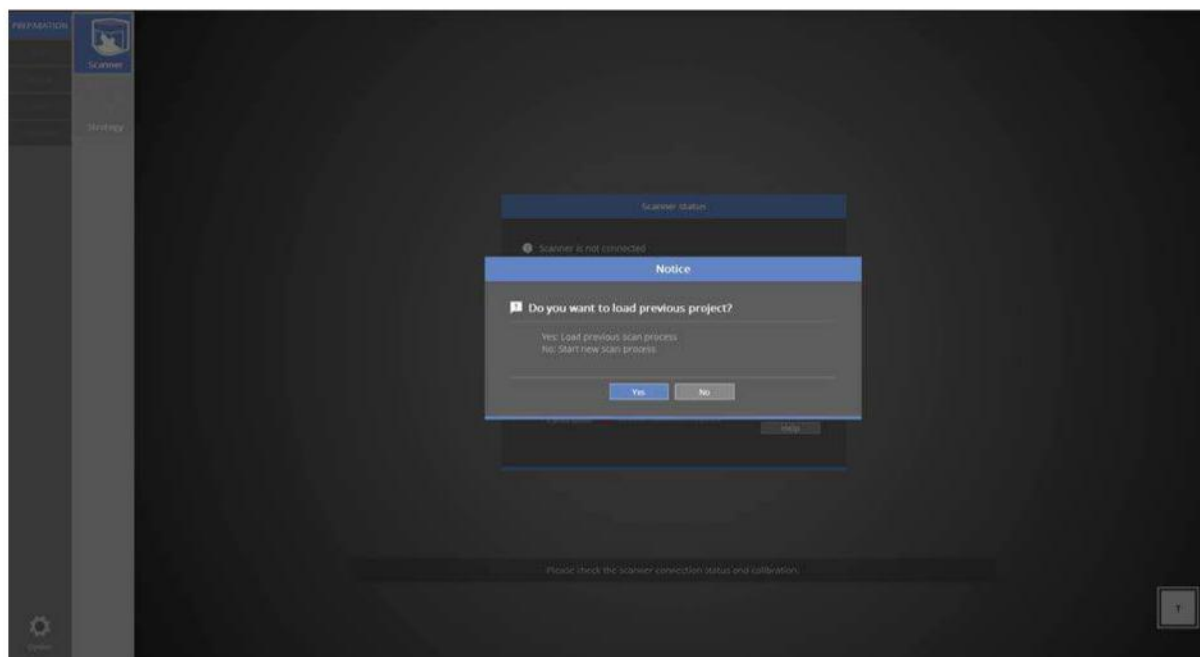 PREPARATION
Scanner
Strategy
Scanner status
Scanner is not connected
Notice
Do you want to load previous project?
Yes: Load previous scan process
No: Start new scan process
Yes
No
Help
Please check the scanner connection status and calibration.